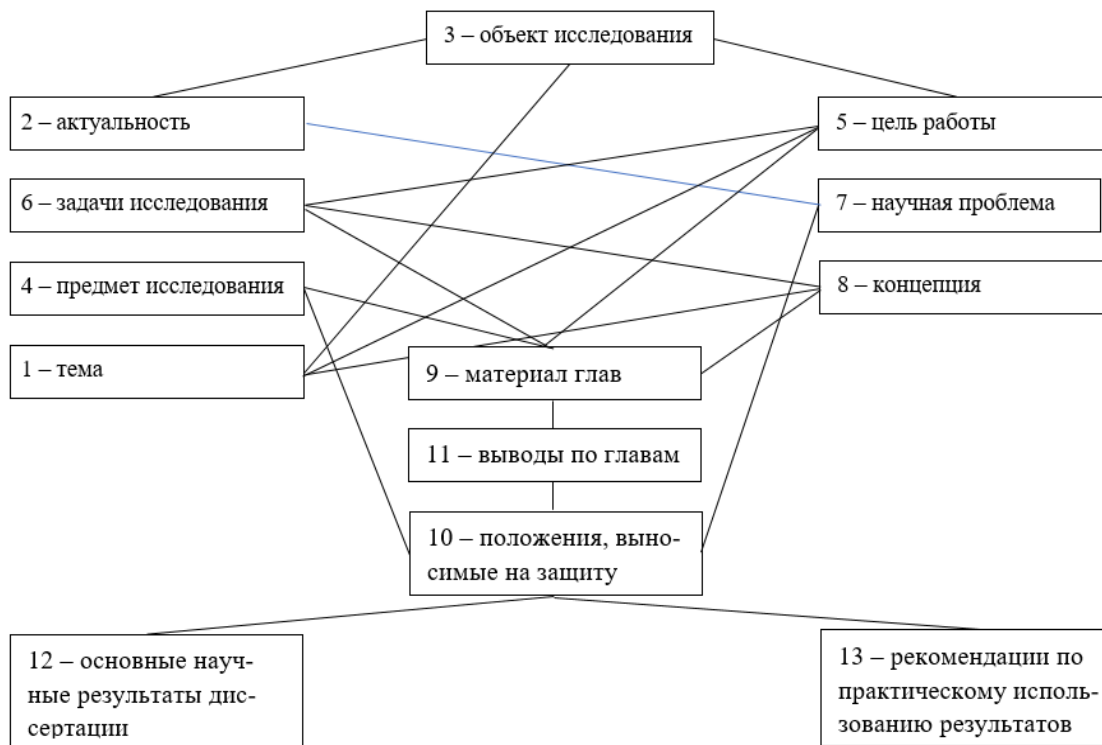 3 – объект исследования
2 – актуальность
5 – цель работы
6 – задачи исследования
7 – научная проблема
4 – предмет исследования
8 – концепция
1 – тема
9 – материал глав
11 – выводы по главам
10 – положения, выно-
симые на защиту
12 – основные науч-
ные результаты дис-
сертации
13 – рекомендации по
практическому исполь-
зованию результатов